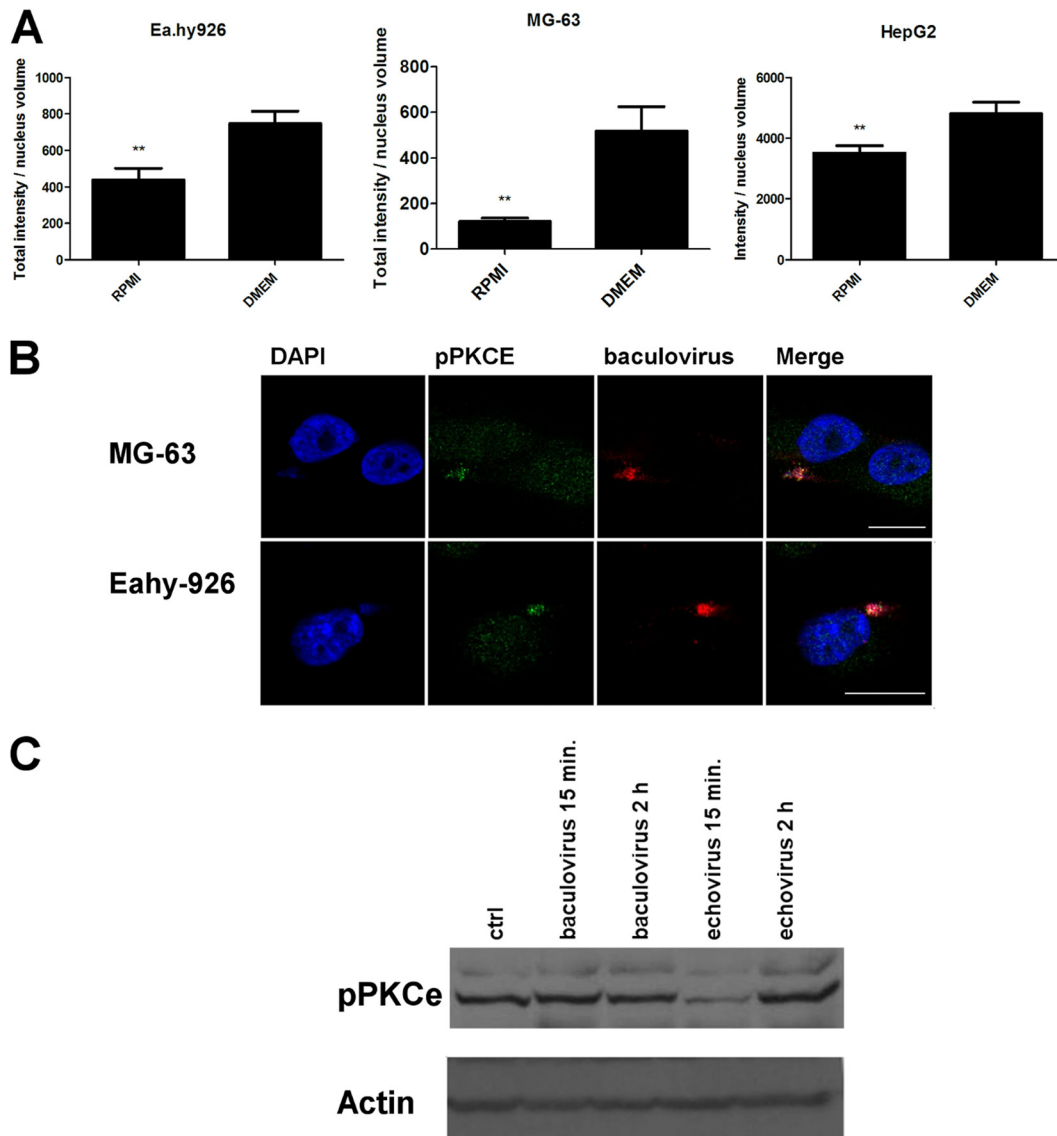 A
Ea.hy926
Total intensity / nucleus volume
1000
800
600
400
200
0
**
RPMI
DMEM
MG-63
Total intensity / nucleus volume
800
600
400
200
0
**
RPMI
DMEM
HepG2
Intensity / nucleus volume
6000
4000
2000
0
**
RPMI
DMEM
B
DAPI pPKCE baculovirus Merge
MG-63
Eahy-926
C
ctrl
baculovirus 15 min.
baculovirus 2 h
echovirus 15 min.
echovirus 2 h
pPKCe
Actin